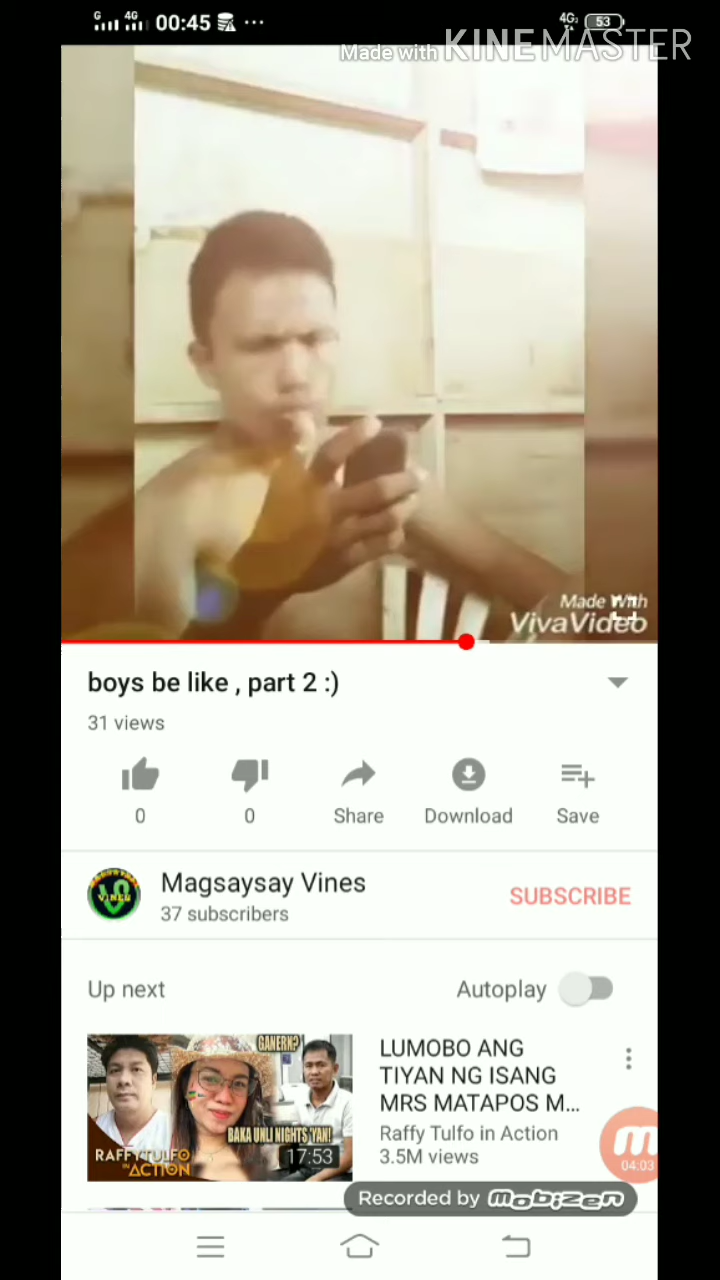 G 4G 00:45 ... 4G 53
Made with KINEMASTER
Made With
VivaVideo
boys be like , part 2 :)
31 views
0 0 Share Download Save
Magsaysay Vines
37 subscribers
SUBSCRIBE
VINES
Up next Autoplay
GANERN?
BAKA UNLI NIGHTS 'YAN!
RAFFY TULFO
IN ACTION
17:53
LUMOBO ANG
TIYAN NG ISANG
MRS MATAPOS M...
Raffy Tulfo in Action
3.5M views
04:03
Recorded by mobizen